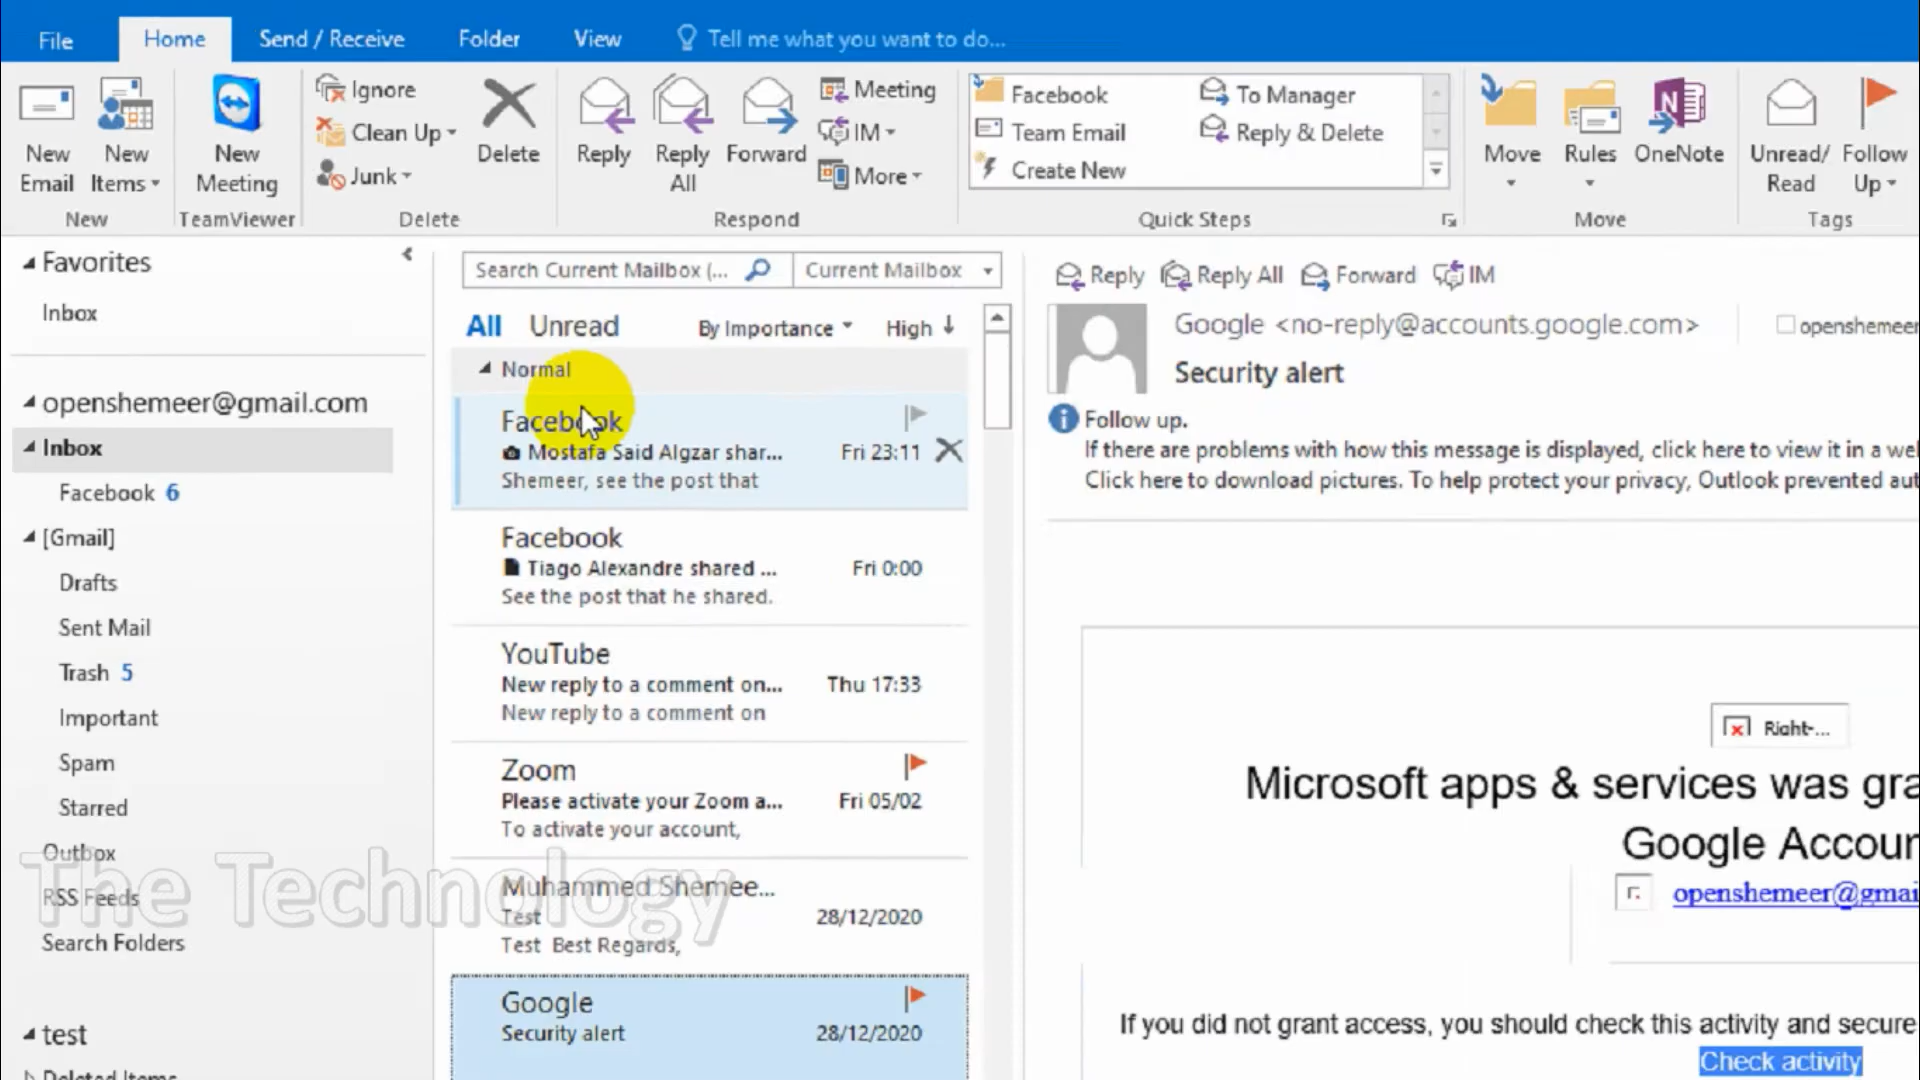 File
Home
Send / Receive
Folder
View
Tell me what you want to do...
New Email
New Items
New
New Meeting
TeamViewer
Ignore
Clean Up
Junk
Delete
Delete
Reply
Reply All
Forward
Meeting
IM
More
Respond
Facebook
To Manager
Team Email
Reply & Delete
Create New
Quick Steps
Move
Rules
OneNote
Move
Unread/ Read
Follow Up
Tags
Favorites
Inbox
openshemeer@gmail.com
Inbox
Facebook 6
[Gmail]
Drafts
Sent Mail
Trash 5
Important
Spam
Starred
Outbox
RSS Feeds
Search Folders
test
Deleted Items
The Technology
Search Current Mailbox (...
Current Mailbox
All Unread By Importance High
Normal
Facebook
Mostafa Said Algzar shar... Fri 23:11
Shemeer, see the post that
Facebook
Tiago Alexandre shared ... Fri 0:00
See the post that he shared.
YouTube
New reply to a comment on... Thu 17:33
New reply to a comment on
Zoom
Please activate your Zoom a... Fri 05/02
To activate your account,
Muhammed Shemee...
Test 28/12/2020
Test Best Regards,
Google
Security alert 28/12/2020
Reply Reply All Forward IM
Google <no-reply@accounts.google.com>
openshemeer
Security alert
Follow up.
If there are problems with how this message is displayed, click here to view it in a we
Click here to download pictures. To help protect your privacy, Outlook prevented aut
Right-...
Microsoft apps & services was gra
Google Accoun
openshemeer@gmai
If you did not grant access, you should check this activity and secure
Check activity